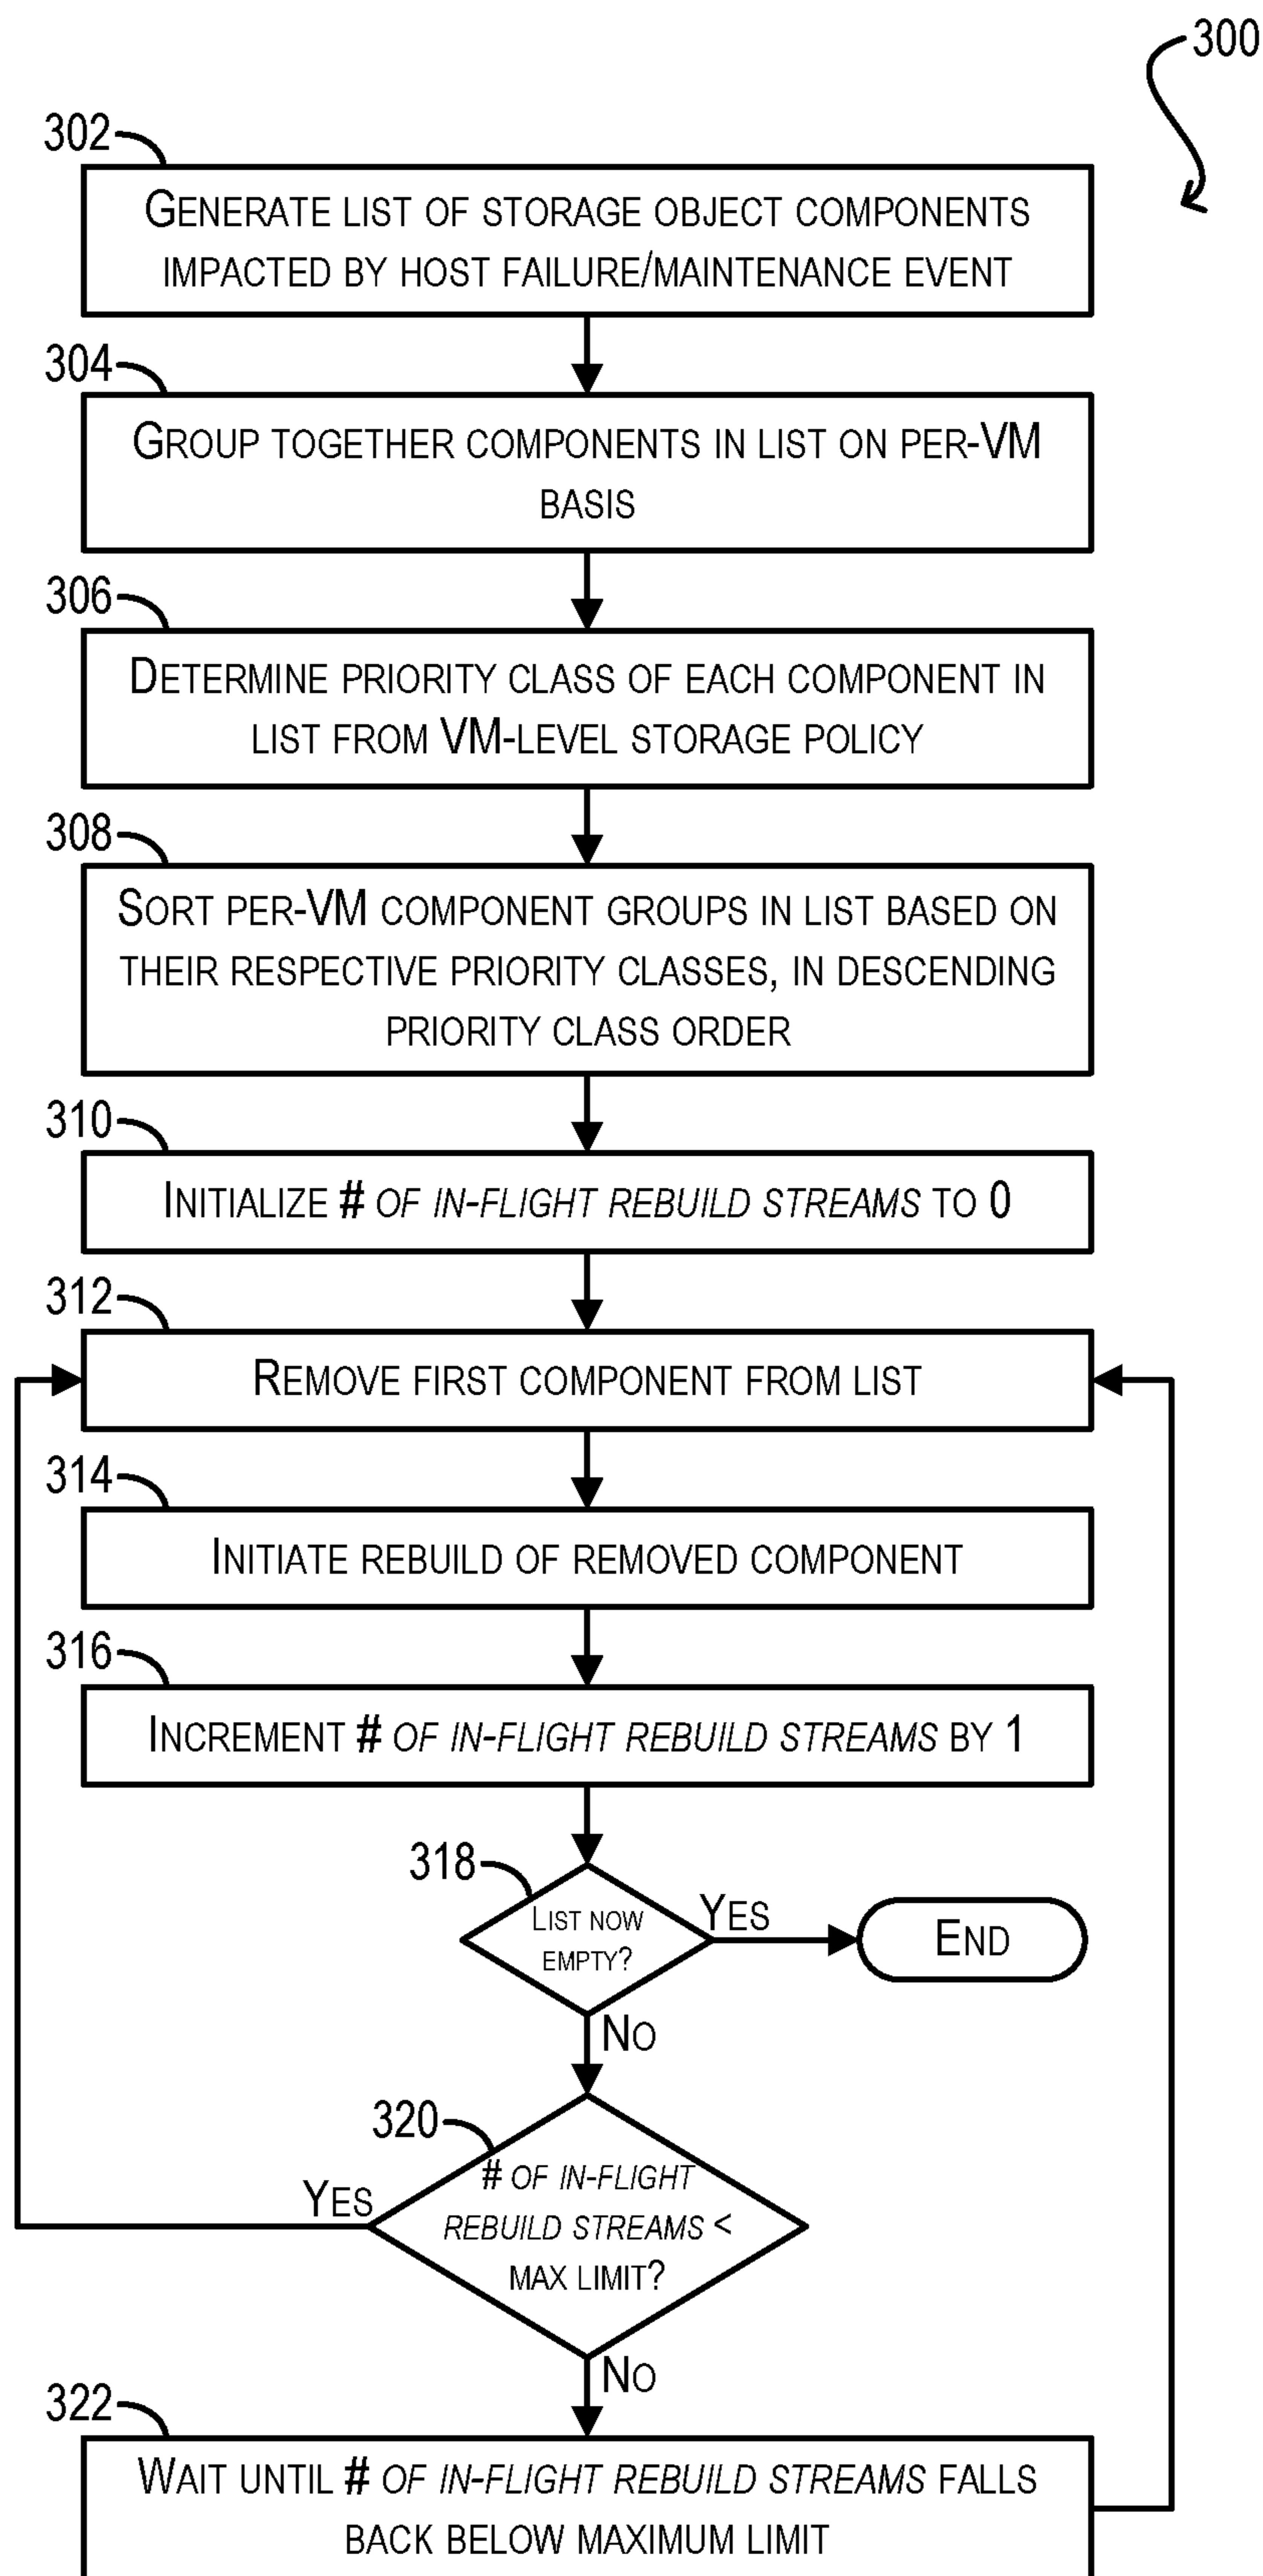 300
302
GENERATE LIST OF STORAGE OBJECT COMPONENTS
IMPACTED BY HOST FAILURE/MAINTENANCE EVENT
304
GROUP TOGETHER COMPONENTS IN LIST ON PER-VM
BASIS
306
DETERMINE PRIORITY CLASS OF EACH COMPONENT IN
LIST FROM VM-LEVEL STORAGE POLICY
308
SORT PER-VM COMPONENT GROUPS IN LIST BASED ON
THEIR RESPECTIVE PRIORITY CLASSES, IN DESCENDING
PRIORITY CLASS ORDER
310
INITIALIZE # OF IN-FLIGHT REBUILD STREAMS TO 0
312
REMOVE FIRST COMPONENT FROM LIST
314
INITIATE REBUILD OF REMOVED COMPONENT
316
INCREMENT # OF IN-FLIGHT REBUILD STREAMS BY 1
318
LIST NOW
EMPTY?
YES
END
NO
320
# OF IN-FLIGHT
REBUILD STREAMS <
MAX LIMIT?
YES
NO
322
WAIT UNTIL # OF IN-FLIGHT REBUILD STREAMS FALLS
BACK BELOW MAXIMUM LIMIT